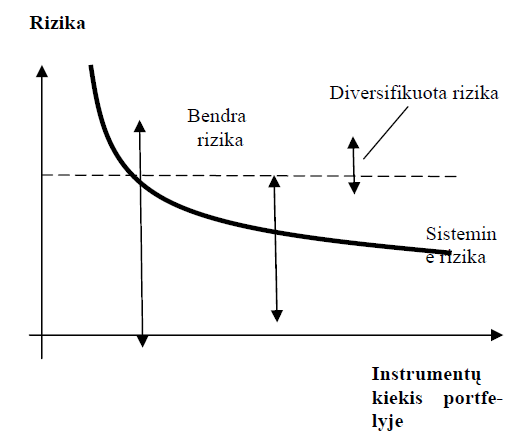 Rizika
Diversifikuota rizika
Bendra
rizika
Sistemin
e rizika
Instrumentų
kiekis portfe-
lyje